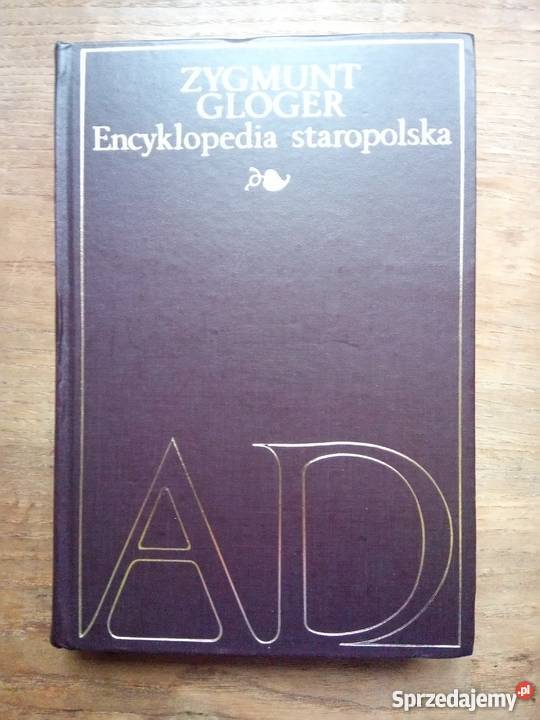 ZYGMUNT
GLOGER
Encyklopedia staropolska
AD
Sprzedajemy.pl